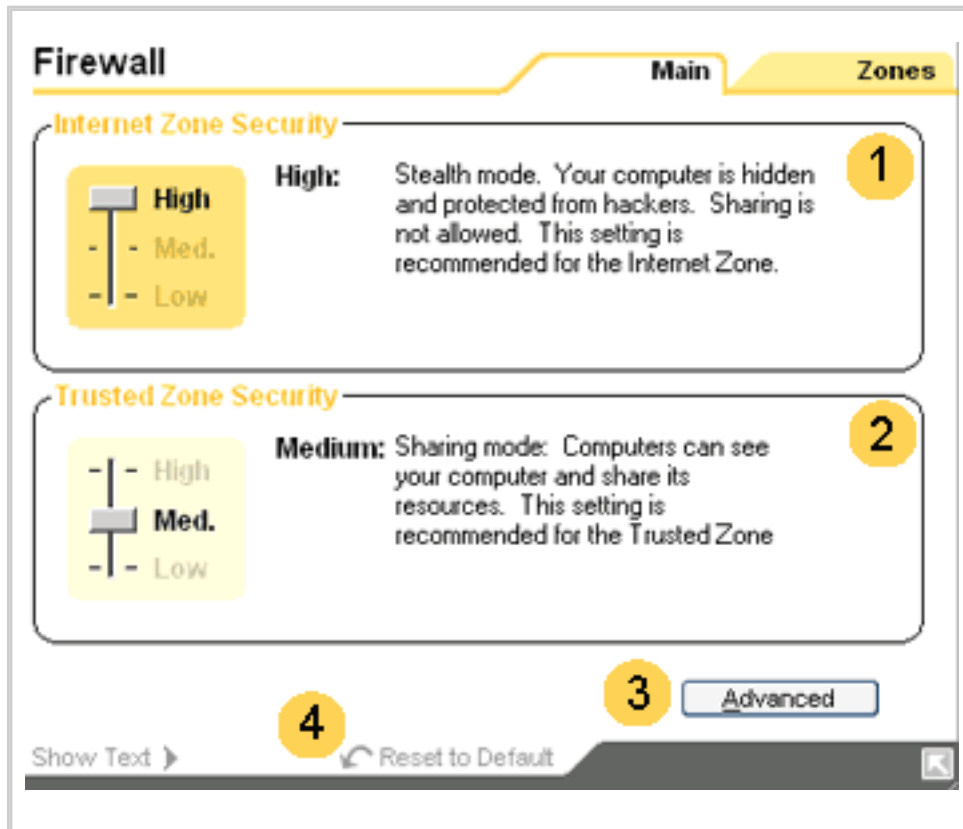 Firewall
Main
Zones
Internet Zone Security
1
High
Med.
Low
High: Stealth mode. Your computer is hidden
and protected from hackers. Sharing is
not allowed. This setting is
recommended for the Internet Zone.
Trusted Zone Security
2
High
Med.
Low
Medium: Sharing mode: Computers can see
your computer and share its
resources. This setting is
recommended for the Trusted Zone
3
Advanced
4
Show Text
Reset to Default